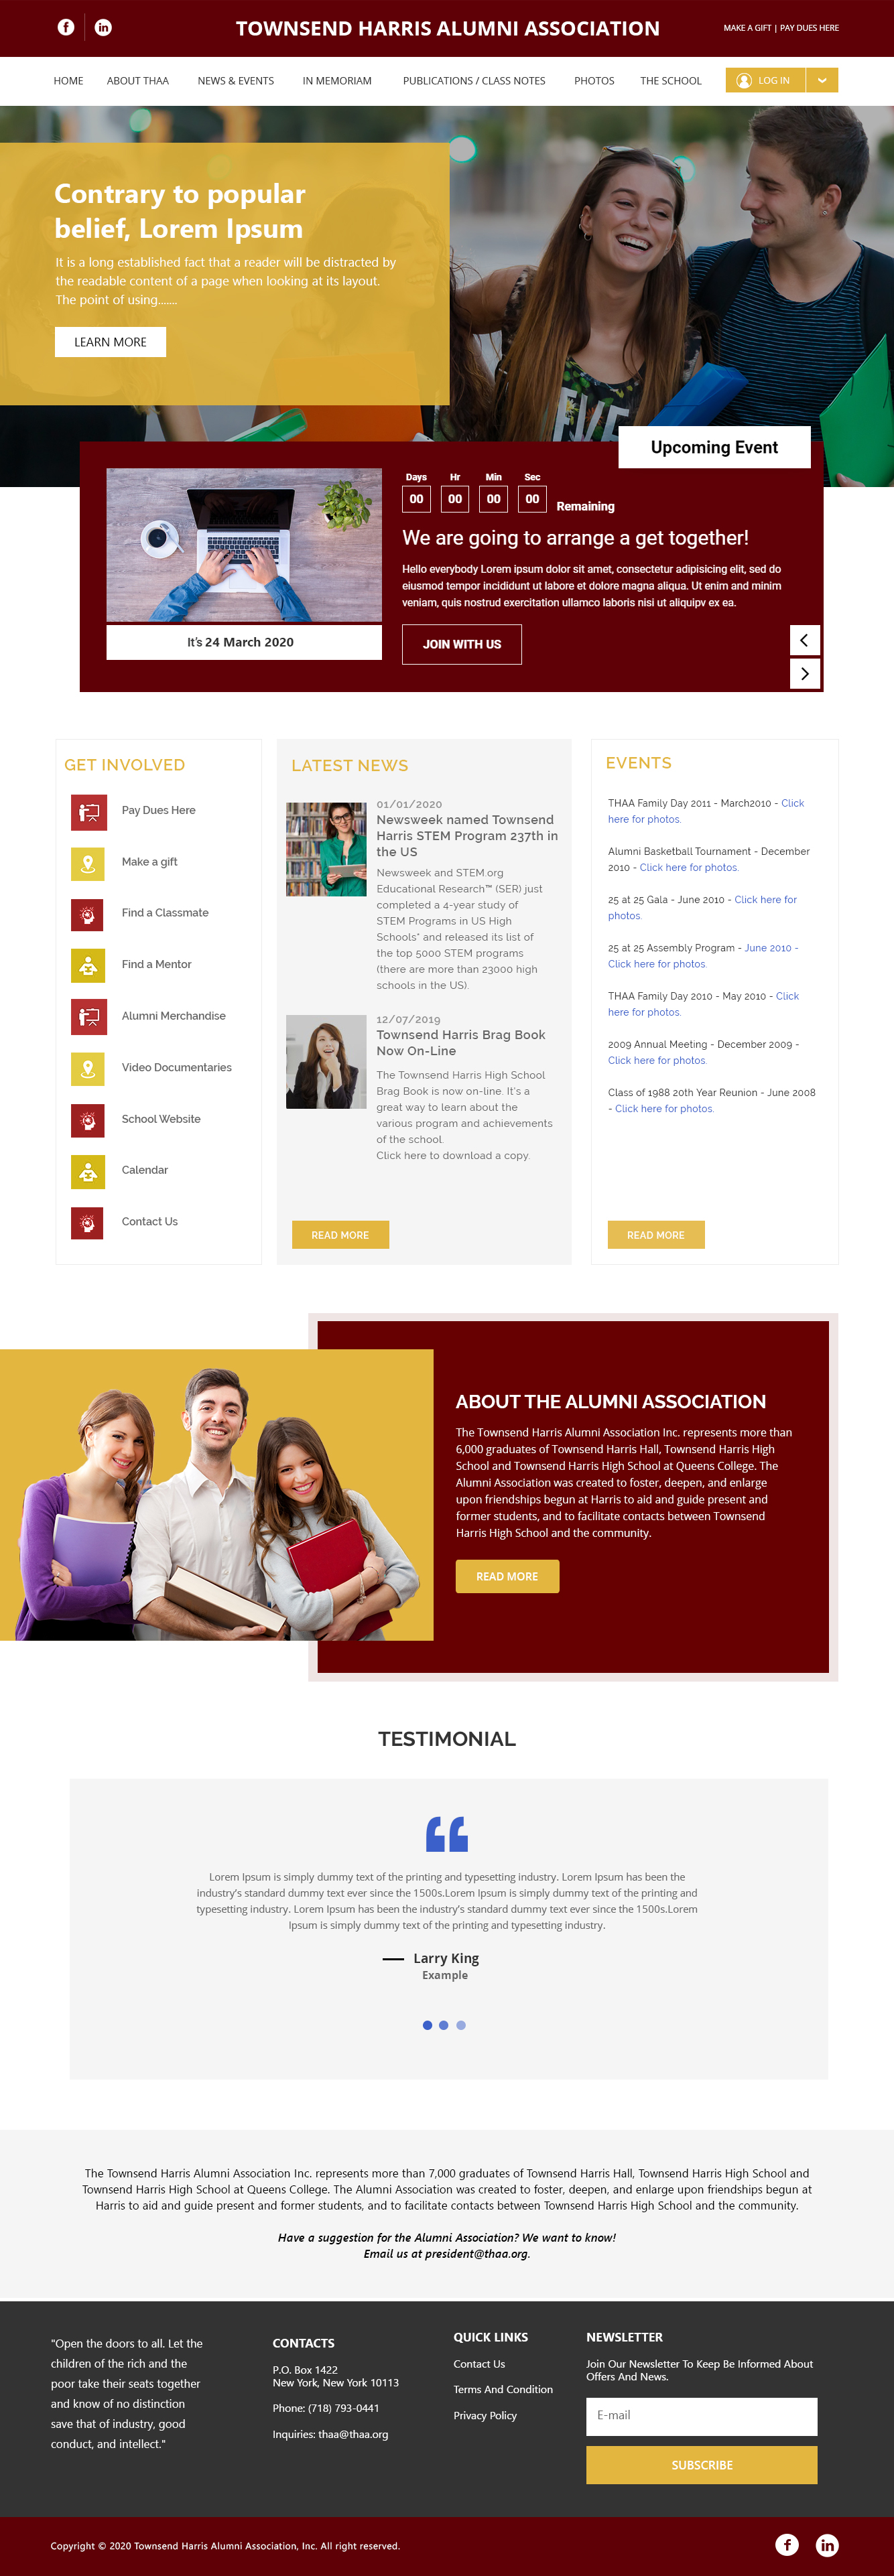 TOWNSEND HARRIS ALUMNI ASSOCIATION
MAKE A GIFT | PAY DUES HERE
HOME ABOUT THAA NEWS & EVENTS IN MEMORIAM PUBLICATIONS / CLASS NOTES PHOTOS THE SCHOOL LOG IN
Contrary to popular
belief, Lorem Ipsum
It is a long established fact that a reader will be distracted by
the readable content of a page when looking at its layout.
The point of using.......
LEARN MORE
Upcoming Event
Days Hr Min Sec
00 00 00 00 Remaining
We are going to arrange a get together!
Hello everybody Lorem ipsum dolor sit amet, consectetur adipisicing elit, sed do
eiusmod tempor incididunt ut labore et dolore magna aliqua. Ut enim and minim
veniam, quis nostrud exercitation ullamco laboris nisi ut aliquipv ex ea.
JOIN WITH US
It's 24 March 2020
GET INVOLVED
Pay Dues Here
Make a gift
Find a Classmate
Find a Mentor
Alumni Merchandise
Video Documentaries
School Website
Calendar
Contact Us
LATEST NEWS
01/01/2020
Newsweek named Townsend
Harris STEM Program 237th in
the US
Newsweek and STEM.org
Educational Research™ (SER) just
completed a 4-year study of
STEM Programs in US High
Schools* and released its list of
the top 5000 STEM programs
(there are more than 23000 high
schools in the US).
12/07/2019
Townsend Harris Brag Book
Now On-Line
The Townsend Harris High School
Brag Book is now on-line. It's a
great way to learn about the
various program and achievements
of the school.
Click here to download a copy.
READ MORE
EVENTS
THAA Family Day 2011 - March2010 - Click
here for photos.
Alumni Basketball Tournament - December
2010 - Click here for photos.
25 at 25 Gala - June 2010 - Click here for
photos.
25 at 25 Assembly Program - June 2010 -
Click here for photos.
THAA Family Day 2010 - May 2010 - Click
here for photos.
2009 Annual Meeting - December 2009 -
Click here for photos.
Class of 1988 20th Year Reunion - June 2008
- Click here for photos.
READ MORE
ABOUT THE ALUMNI ASSOCIATION
The Townsend Harris Alumni Association Inc. represents more than
6,000 graduates of Townsend Harris Hall, Townsend Harris High
School and Townsend Harris High School at Queens College. The
Alumni Association was created to foster, deepen, and enlarge
upon friendships begun at Harris to aid and guide present and
former students, and to facilitate contacts between Townsend
Harris High School and the community.
READ MORE
TESTIMONIAL
Lorem Ipsum is simply dummy text of the printing and typesetting industry. Lorem Ipsum has been the
industry's standard dummy text ever since the 1500s.Lorem Ipsum is simply dummy text of the printing and
typesetting industry. Lorem Ipsum has been the industry's standard dummy text ever since the 1500s.Lorem
Ipsum is simply dummy text of the printing and typesetting industry.
Larry King
Example
The Townsend Harris Alumni Association Inc. represents more than 7,000 graduates of Townsend Harris Hall, Townsend Harris High School and
Townsend Harris High School at Queens College. The Alumni Association was created to foster, deepen, and enlarge upon friendships begun at
Harris to aid and guide present and former students, and to facilitate contacts between Townsend Harris High School and the community.
Have a suggestion for the Alumni Association? We want to know!
Email us at president@thaa.org.
"Open the doors to all. Let the
children of the rich and the
poor take their seats together
and know of no distinction
save that of industry, good
conduct, and intellect."
CONTACTS
P.O. Box 1422
New York, New York 10113
Phone: (718) 793-0441
Inquiries: thaa@thaa.org
QUICK LINKS
Contact Us
Terms And Condition
Privacy Policy
NEWSLETTER
Join Our Newsletter To Keep Be Informed About
Offers And News.
E-mail
SUBSCRIBE
Copyright © 2020 Townsend Harris Alumni Association, Inc. All right reserved.